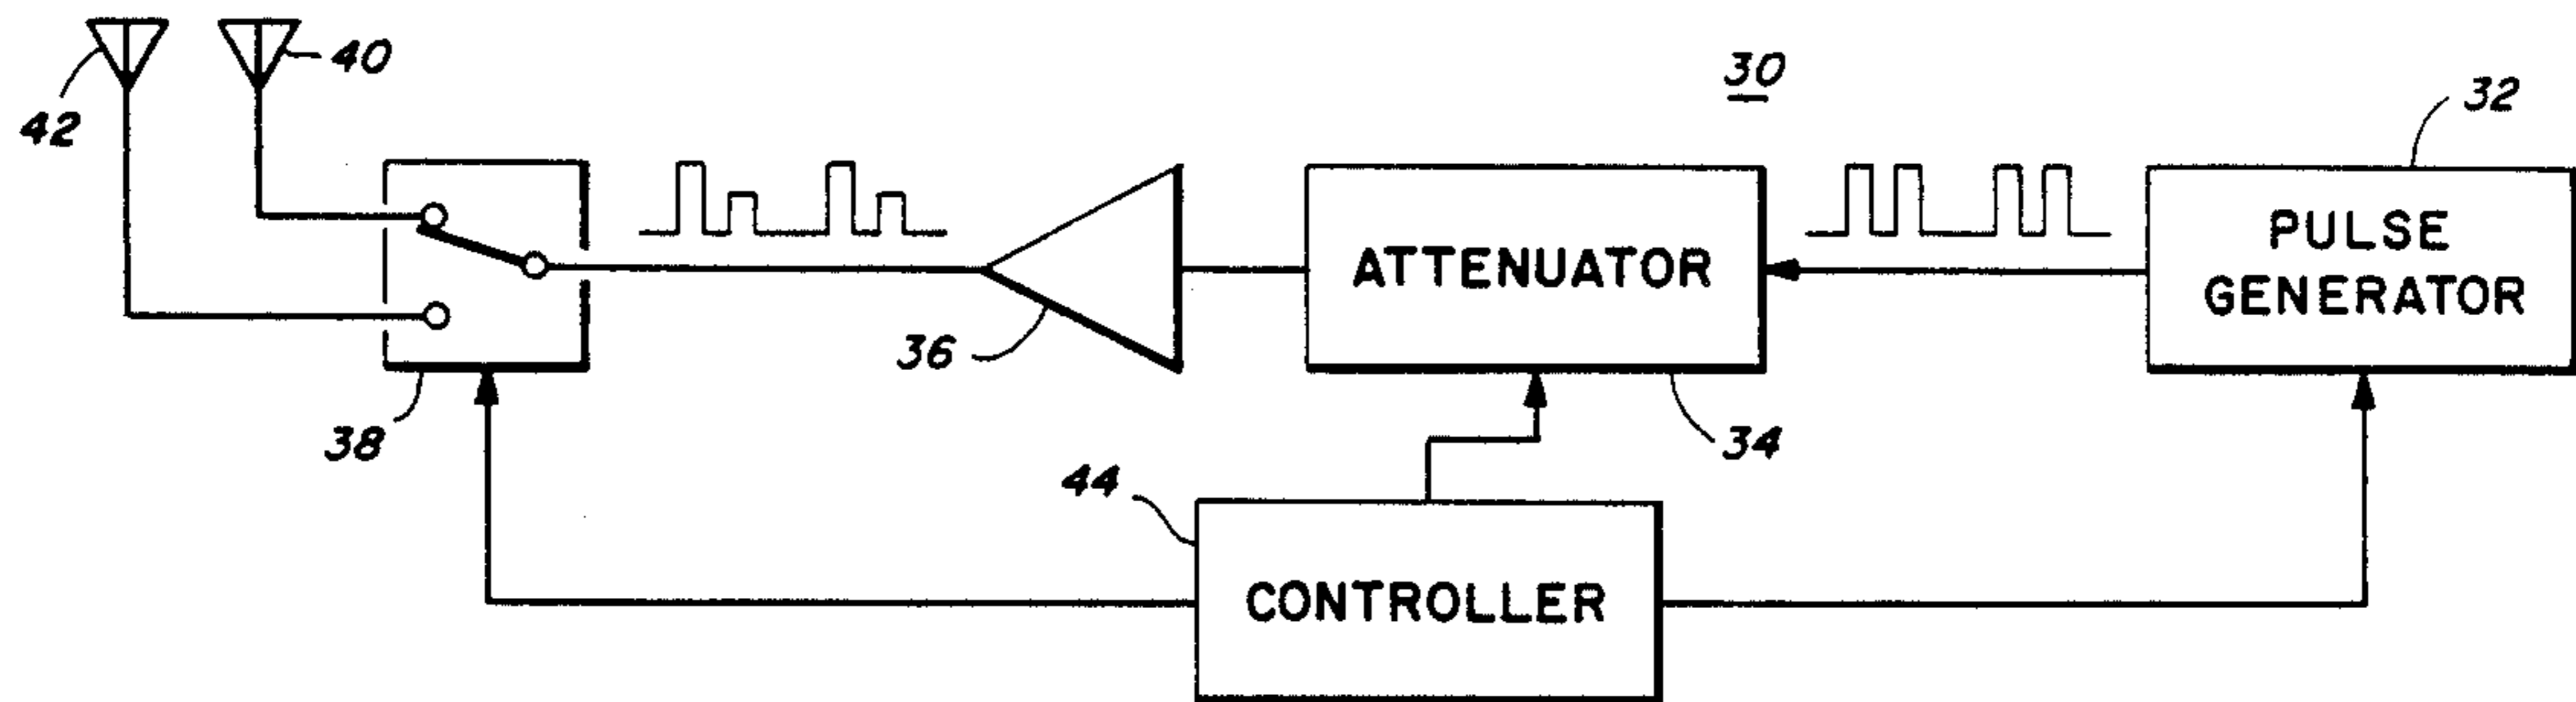 42
40
30
32
PULSE
GENERATOR
ATTENUATOR
36
38
34
44
CONTROLLER